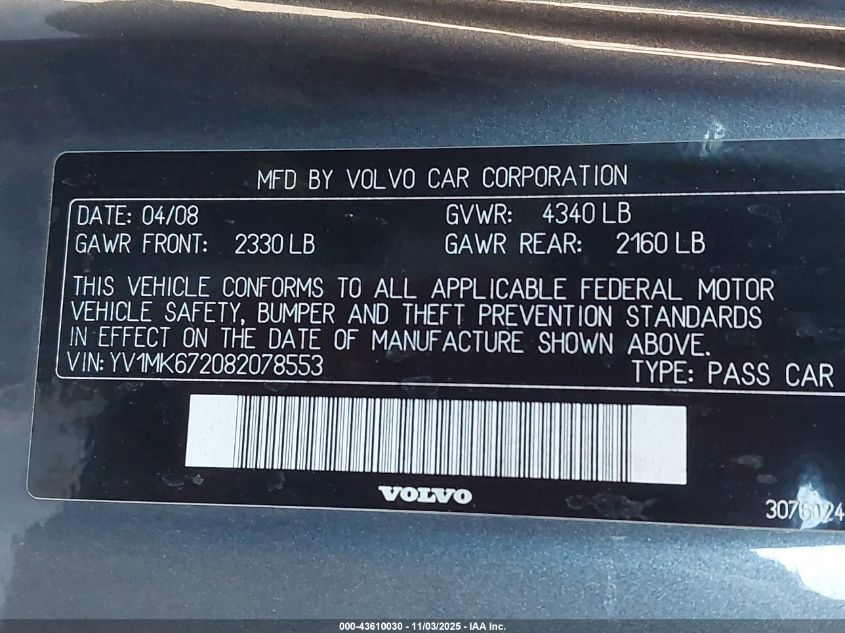 MFD BY VOLVO CAR CORPORATION
DATE: 04/08 GVWR: 4340 LB
GAWR FRONT: 2330 LB GAWR REAR: 2160 LB
THIS VEHICLE CONFORMS TO ALL APPLICABLE FEDERAL MOTOR
VEHICLE SAFETY, BUMPER AND THEFT PREVENTION STANDARDS
IN EFFECT ON THE DATE OF MANUFACTURE SHOWN ABOVE.
VIN: YV1MK672082078553 TYPE: PASS CAR
VOLVO
3076024
000-43610030 - 11/03/2025 - IAA Inc.